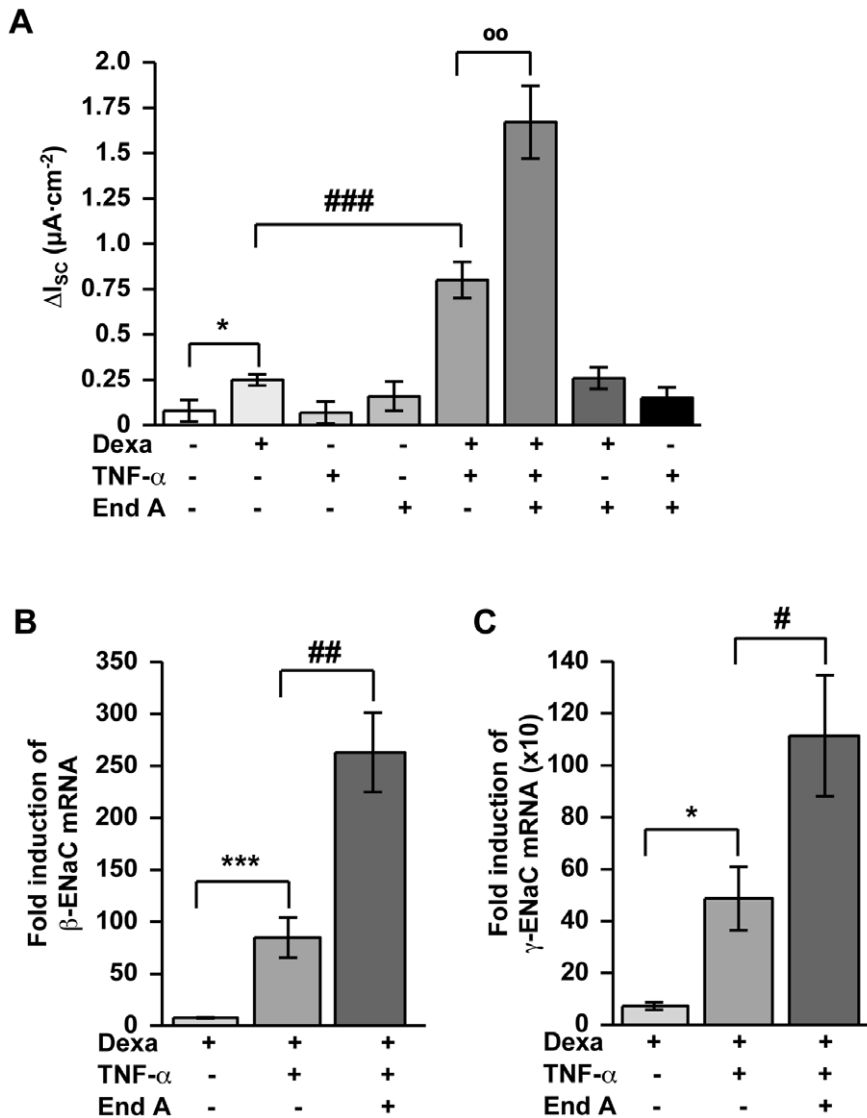 A
oo
2.0
1.75
1.5
1.25
###
1.0
0.75
0.5
*
0.25
0
ΔISC (µA·cm-2)
Dexa - + - - + + + -
TNF-α - - + - + + - +
End A - - - + - + + +
B
##
350
300
250
200
150
***
100
50
0
Fold induction of
β-ENaC mRNA
Dexa + + +
TNF-α - + +
End A - - +
C
#
140
120
100
80
*
60
40
20
10
0
Fold induction of
γ-ENaC mRNA (x10)
Dexa + + +
TNF-α - + +
End A - - +